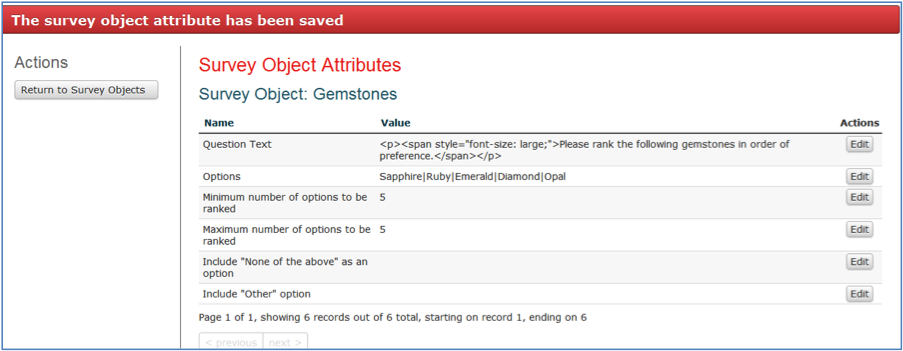 The survey object attribute has been saved
Actions
Return to Survey Objects
Survey Object Attributes
Survey Object: Gemstones
Name Value Actions
Question Text <p><span style="font-size: large;">Please rank the following gemstones in order of Edit
preference.</span></p>
Options Sapphire|Ruby|Emerald|Diamond|Opal Edit
Minimum number of options to be 5 Edit
ranked
Maximum number of options to be 5 Edit
ranked
Include "None of the above" as an Edit
option
Include "Other" option Edit
Page 1 of 1, showing 6 records out of 6 total, starting on record 1, ending on 6
< previous next >